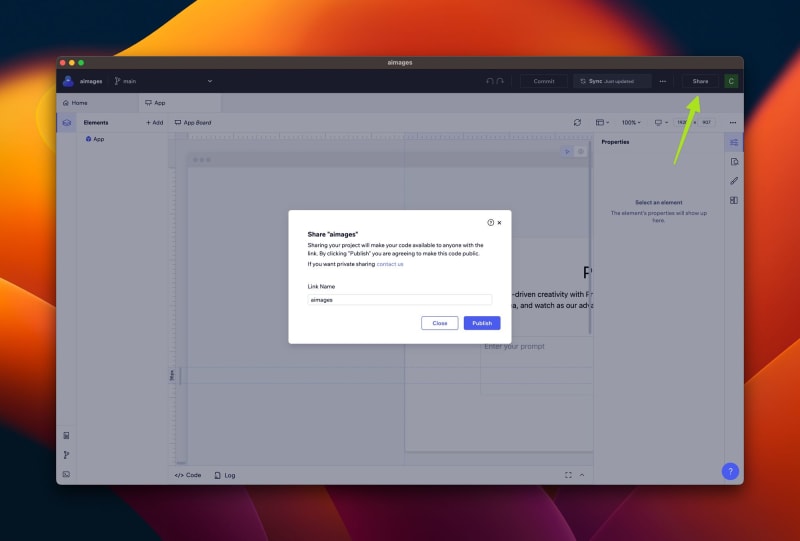 aimages
aimages
main
Commit
Sync Just updated
Share
C
Home
App
Elements
+ Add
App Board
100%
907
Properties
App
Select an element
The element's properties will show up
here.
Share "aimages"
Sharing your project will make your code available to anyone with the
link. By clicking "Publish" you are agreeing to make this code public.
If you want private sharing contact us
Link Name
aimages
Close
Publish
P
-driven creativity with Pr
a, and watch as our adva
Enter your prompt
</> Code
Log
?